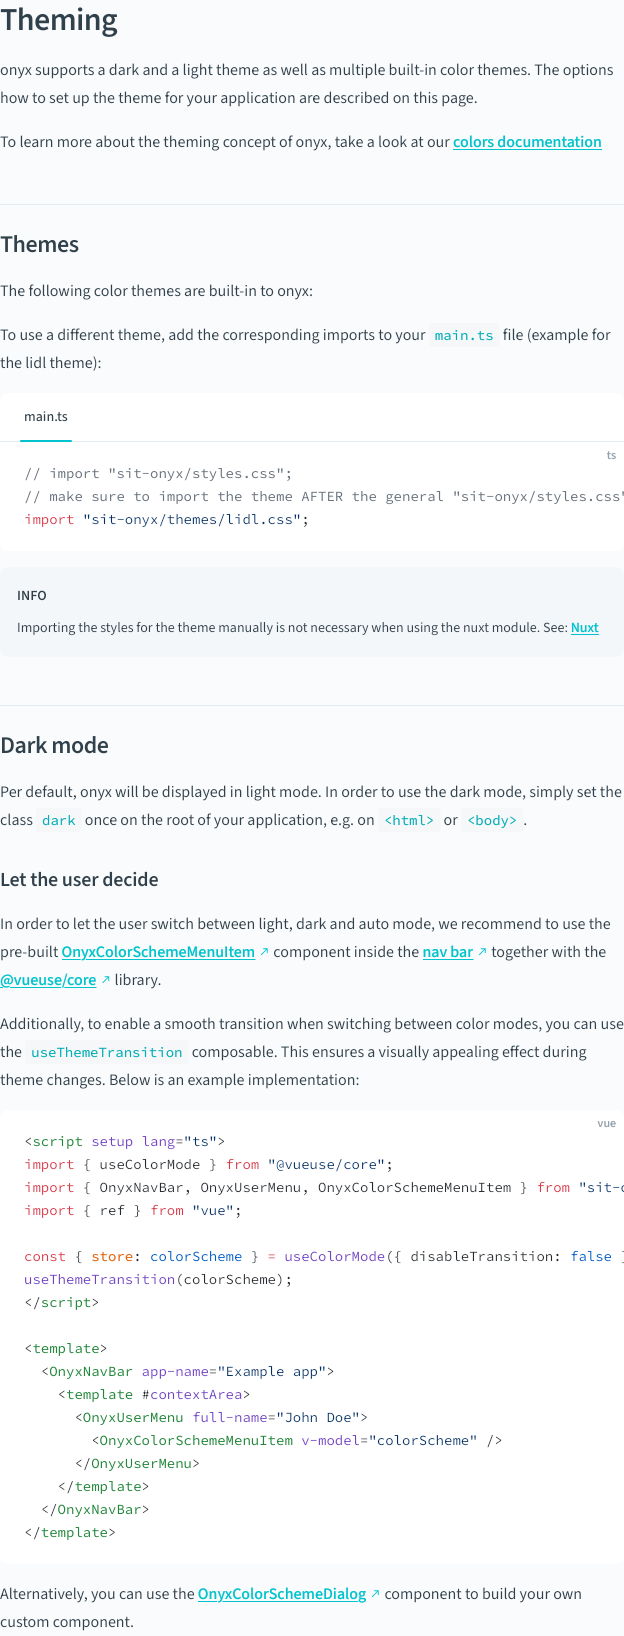 Theming
onyx supports a dark and a light theme as well as multiple built-in color themes. The options
how to set up the theme for your application are described on this page.
To learn more about the theming concept of onyx, take a look at our colors documentation
Themes
The following color themes are built-in to onyx:
To use a different theme, add the corresponding imports to your main.ts file (example for
the lidl theme):
main.ts
ts
// import "sit-onyx/styles.css";
// make sure to import the theme AFTER the general "sit-onyx/styles.css"
import "sit-onyx/themes/lidl.css";
INFO
Importing the styles for the theme manually is not necessary when using the nuxt module. See: Nuxt
Dark mode
Per default, onyx will be displayed in light mode. In order to use the dark mode, simply set the
class dark once on the root of your application, e.g. on <html> or <body> .
Let the user decide
In order to let the user switch between light, dark and auto mode, we recommend to use the
pre-built OnyxColorSchemeMenuItem ↗ component inside the nav bar ↗ together with the
@vueuse/core ↗ library.
Additionally, to enable a smooth transition when switching between color modes, you can use
the useThemeTransition composable. This ensures a visually appealing effect during
theme changes. Below is an example implementation:
vue
<script setup lang="ts">
import { useColorMode } from "@vueuse/core";
import { OnyxNavBar, OnyxUserMenu, OnyxColorSchemeMenuItem } from "sit-
import { ref } from "vue";
const { store: colorScheme } = useColorMode({ disableTransition: false }
useThemeTransition(colorScheme);
</script>
<template>
<OnyxNavBar app-name="Example app">
<template #contextArea>
<OnyxUserMenu full-name="John Doe">
<OnyxColorSchemeMenuItem v-model="colorScheme" />
</OnyxUserMenu>
</template>
</OnyxNavBar>
</template>
Alternatively, you can use the OnyxColorSchemeDialog ↗ component to build your own
custom component.